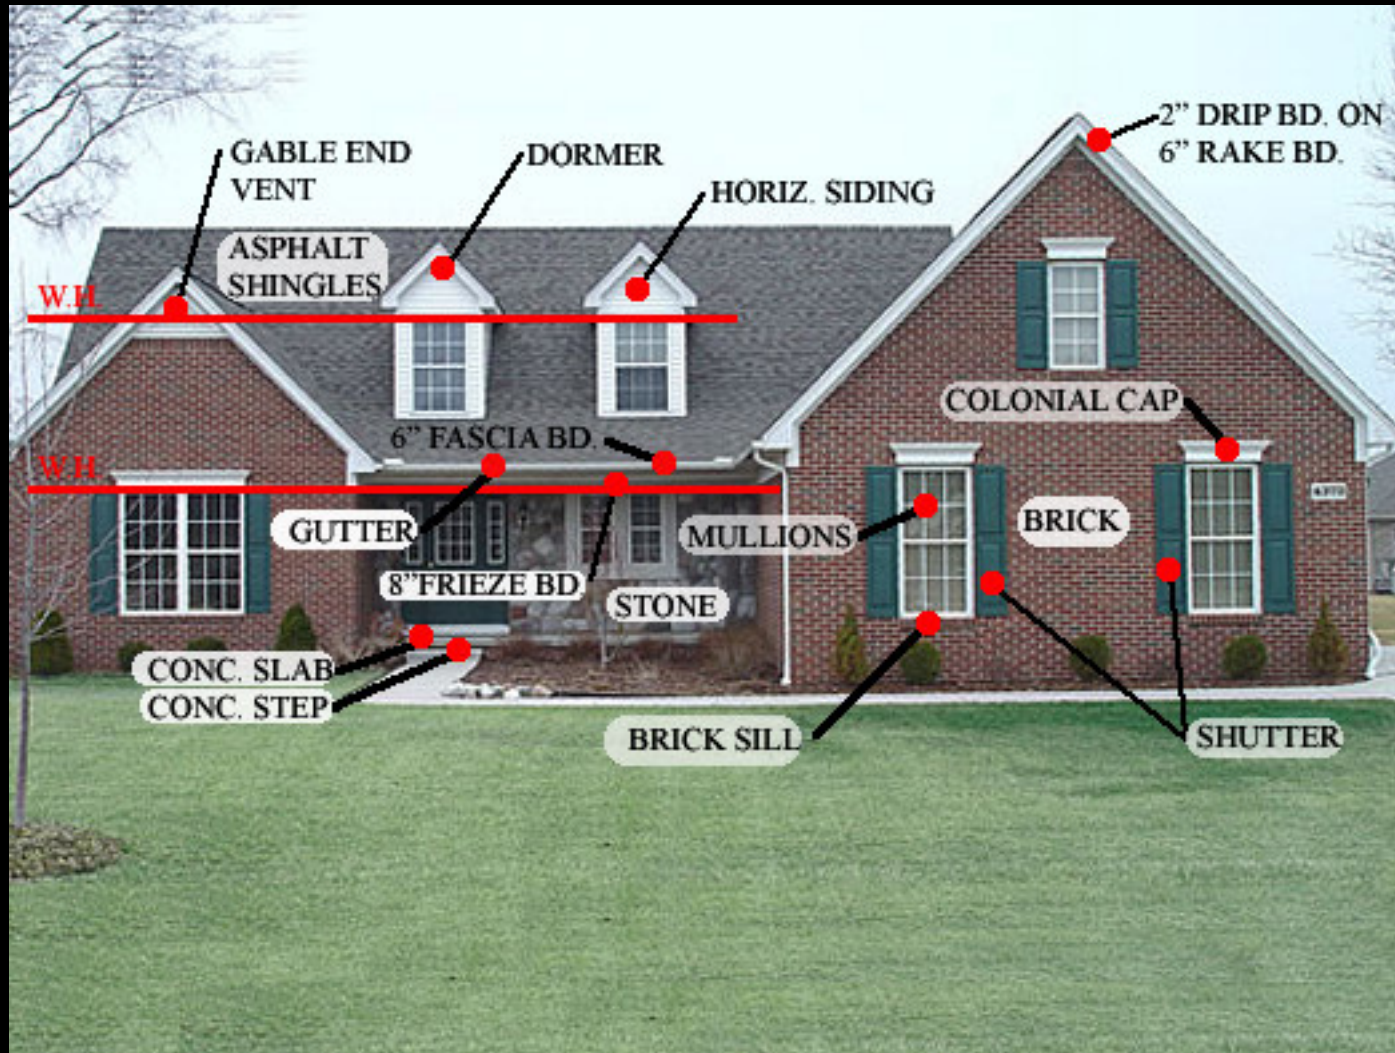 2” DRIP BD. ON
6” RAKE BD.
GABLE END
VENT
DORMER
HORIZ. SIDING
ASPHALT
SHINGLES
W.H.
COLONIAL CAP
6” FASCIA BD.
W.H.
GUTTER
MULLIONS
BRICK
8”FRIEZE BD
STONE
CONC. SLAB
CONC. STEP
BRICK SILL
SHUTTER